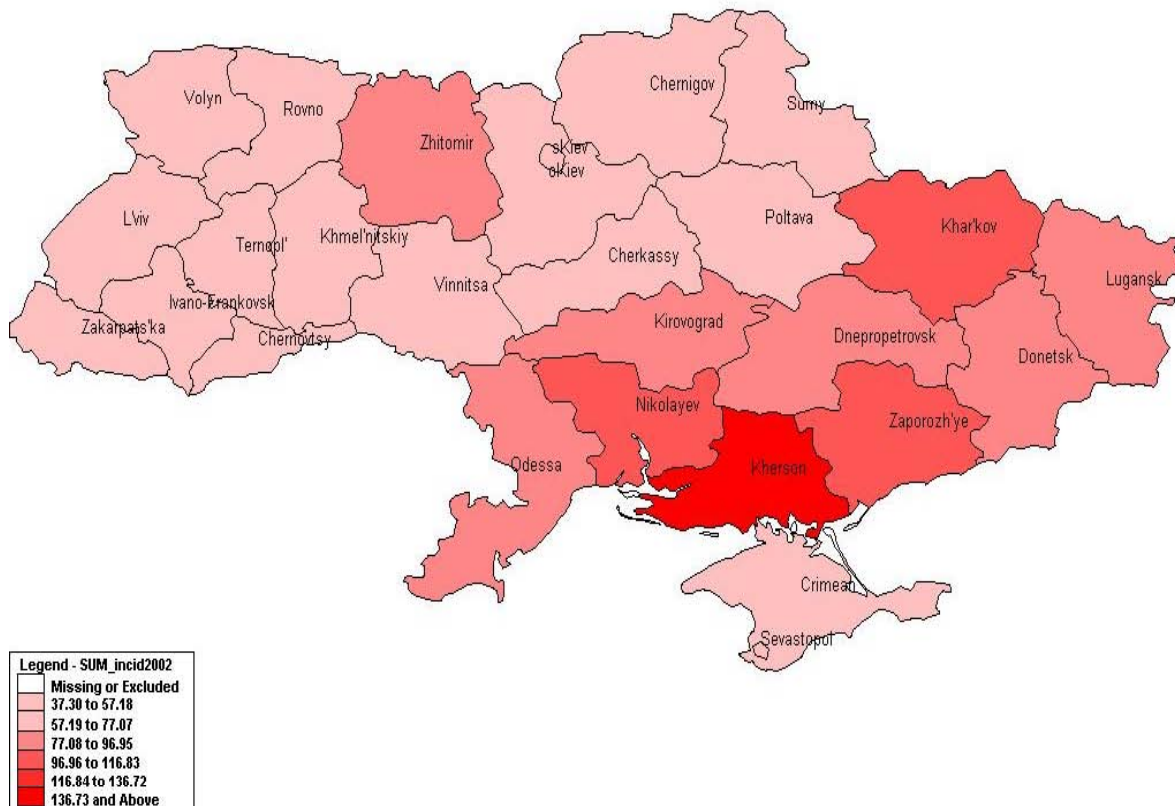 Chernigov
Volyn
Rovno
Sumy
Zhitomir
sKiev
oKiev
L'viv
Poltava
Khar'kov
Ternopl'
Khmel'nitskiy
Cherkassy
Lugansk
Vinnitsa
Ivano-Frankovsk
Zakarpats'ka
Chernovtsy
Kirovograd
Dnepropetrovsk
Donetsk
Nikolayev
Zaporozh'ye
Odessa
Kherson
Crimean
Sevastopol
Legend - SUM_incid2002
Missing or Excluded
37.30 to 57.18
57.19 to 77.07
77.08 to 96.95
96.96 to 116.83
116.84 to 136.72
136.73 and Above